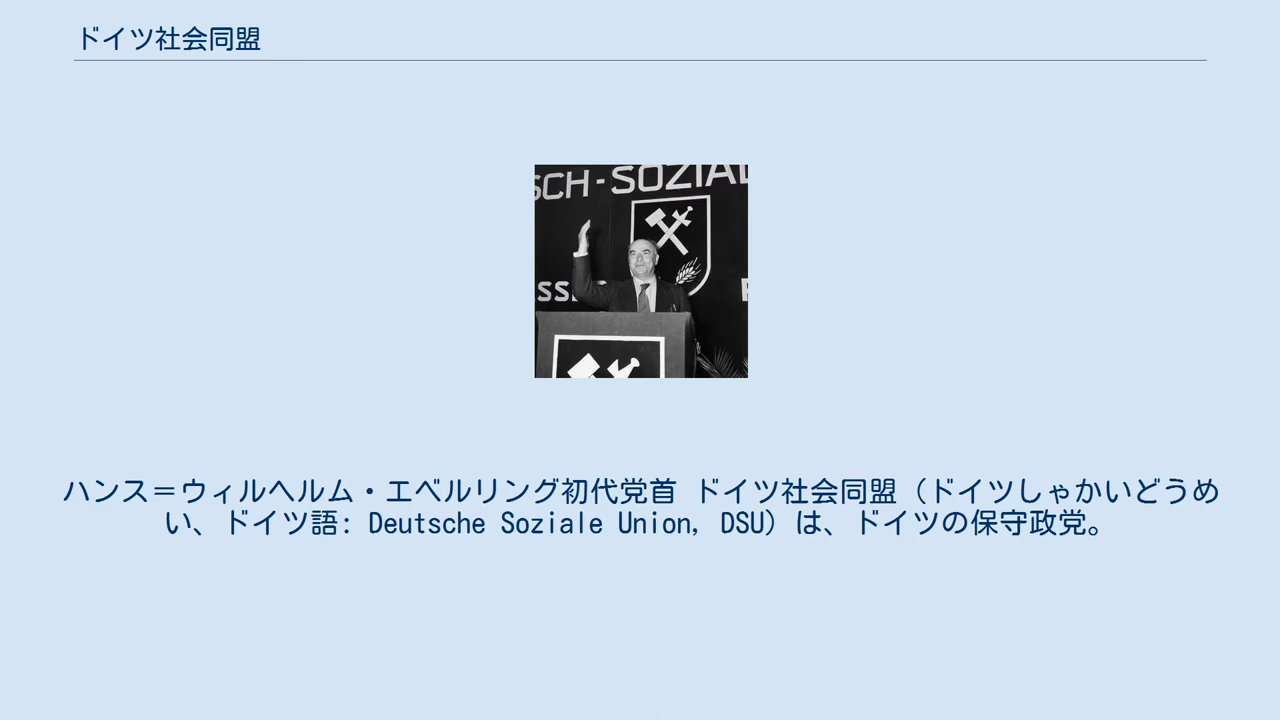 ドイツ社会同盟
SCH-SOZIAL
SS
ハンス＝ウィルヘルム・エベルリング初代党首 ドイツ社会同盟（ドイツしゃかいどうめ
い、ドイツ語: Deutsche Soziale Union, DSU）は、ドイツの保守政党。